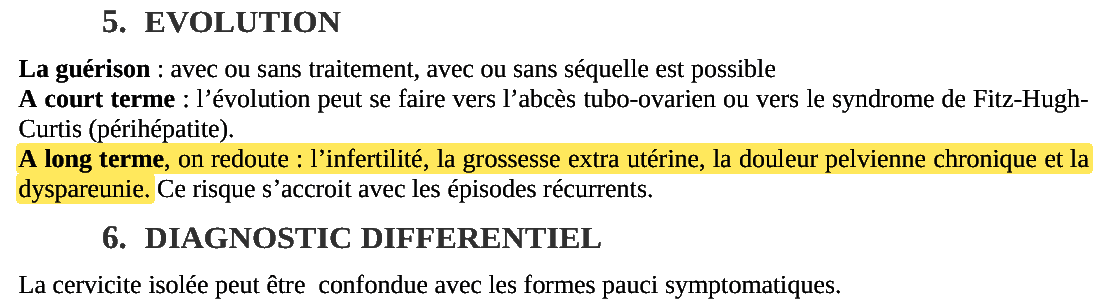 5. EVOLUTION
La guérison : avec ou sans traitement, avec ou sans séquelle est possible
A court terme : l’évolution peut se faire vers l’abcès tubo-ovarien ou vers le syndrome de Fitz-Hugh-
Curtis (périhépatite).
A long terme, on redoute : l’infertilité, la grossesse extra utérine, la douleur pelvienne chronique et la
dyspareunie. Ce risque s’accroit avec les épisodes récurrents.
6. DIAGNOSTIC DIFFERENTIEL
La cervicite isolée peut être  confondue avec les formes pauci symptomatiques.